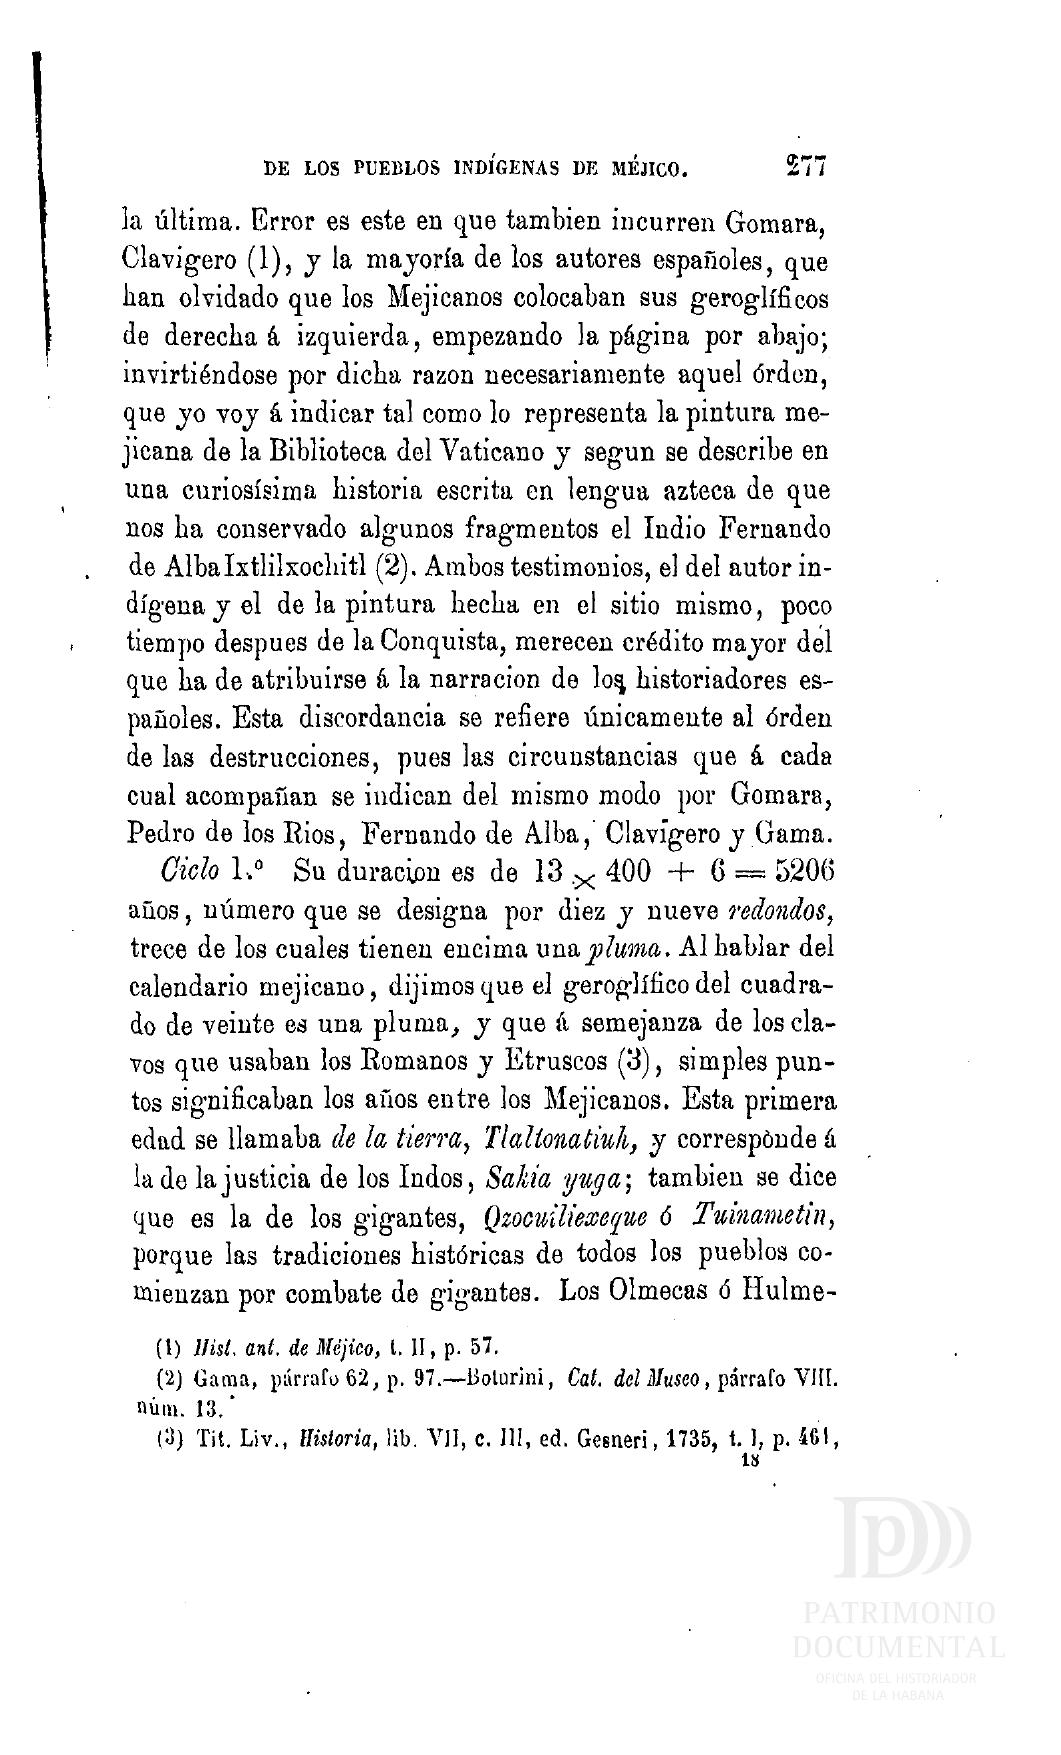 DE LOS PUEBLOS INDÍGENAS DE MÉJICO. 277
la última. Error es este en que tambien incurren Gomara,
Clavigero (1), y la mayoría de los autores españoles, que
han olvidado que los Mejicanos colocaban sus geroglíficos
de derecha á izquierda, empezando la página por abajo;
invirtiéndose por dicha razon necesariamente aquel órden,
que yo voy á indicar tal como lo representa la pintura me-
jicana de la Biblioteca del Vaticano y segun se describe en
una curiosísima historia escrita en lengua azteca de que
nos ha conservado algunos fragmentos el Indio Fernando
de Alba Ixtlilxochitl (2). Ambos testimonios, el del autor in-
dígena y el de la pintura hecha en el sitio mismo, poco
tiempo despues de la Conquista, merecen crédito mayor del
que ha de atribuirse á la narracion de los historiadores es-
pañoles. Esta discordancia se refiere únicamente al órden
de las destrucciones, pues las circunstancias que á cada
cual acompañan se indican del mismo modo por Gomara,
Pedro de los Rios, Fernando de Alba, Clavigero y Gama.
Ciclo 1.º Su duracion es de 13 × 400 + 6 = 5206
años, número que se designa por diez y nueve redondos,
trece de los cuales tienen encima una pluma. Al hablar del
calendario mejicano, dijimos que el geroglífico del cuadra-
do de veinte es una pluma, y que á semejanza de los cla-
vos que usaban los Romanos y Etruscos (3), simples pun-
tos significaban los años entre los Mejicanos. Esta primera
edad se llamaba de la tierra, Tlaltonatiuh, y corresponde á
la de la justicia de los Indos, Sakia yuga; tambien se dice
que es la de los gigantes, Qzocuiliexeque ó Tuinametin,
porque las tradiciones históricas de todos los pueblos co-
mienzan por combate de gigantes. Los Olmecas ó Hulme-
(1) Hist. ant. de Méjico, t. II, p. 57.
(2) Gama, párrafo 62, p. 97.—Boturini, Cat. del Museo, párrafo VIII.
núm. 13.
(3) Tit. Liv., Historia, lib. VII, c. III, ed. Gesneri, 1735, t. I, p. 461,
18
PATRIMONIO
DOCUMENTAL
OFICINA DEL HISTORIADOR
DE LA HABANA